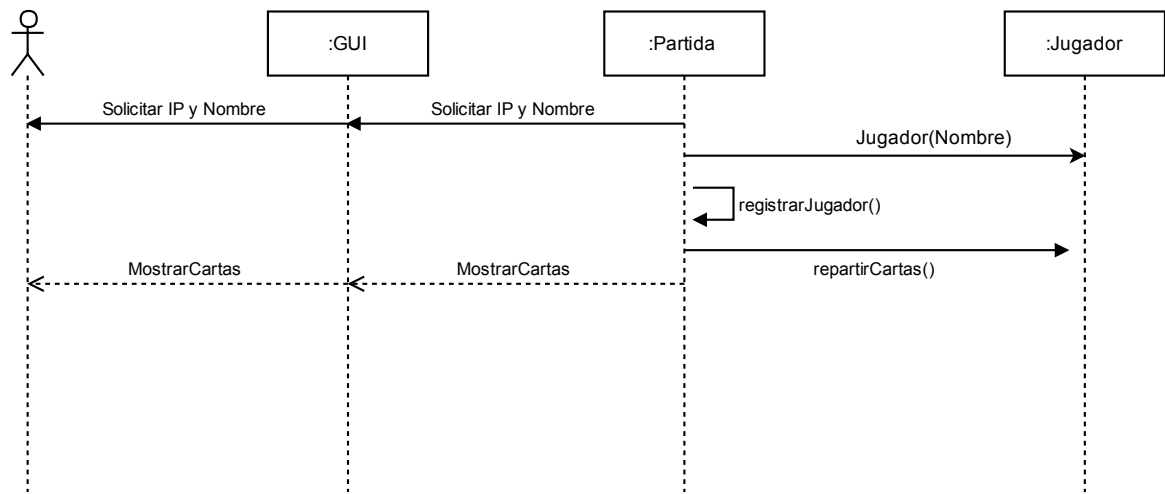 :GUI
:Partida
:Jugador
Solicitar IP y Nombre
Solicitar IP y Nombre
Jugador(Nombre)
registrarJugador()
repartirCartas()
MostrarCartas
MostrarCartas